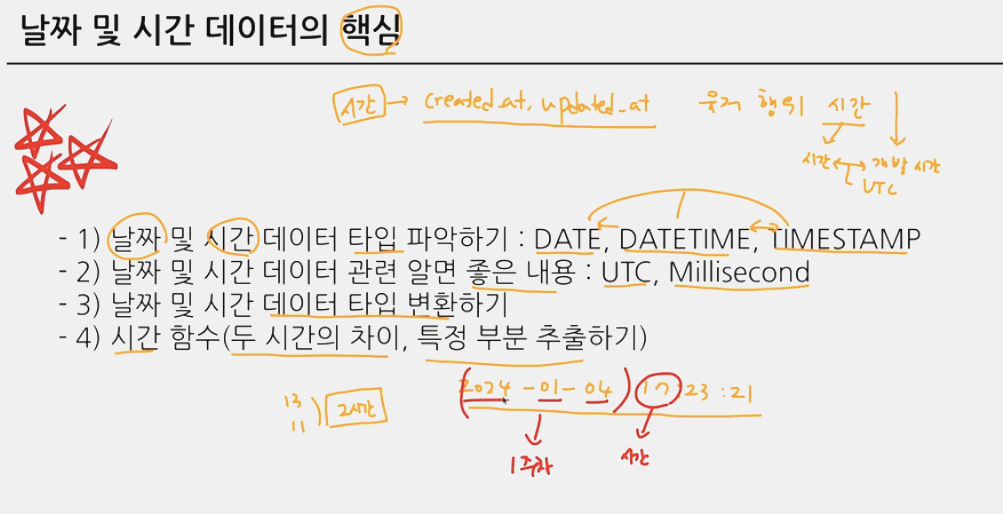 날짜 및 시간 데이터의 핵심
시간 → created_at, updated_at 유저 행위 시간
시간 ↔ 개발 시간
UTC
- 1) 날짜 및 시간 데이터 타입 파악하기 : DATE, DATETIME, TIMESTAMP
- 2) 날짜 및 시간 데이터 관련 알면 좋은 내용 : UTC, Millisecond
- 3) 날짜 및 시간 데이터 타입 변환하기
- 4) 시간 함수(두 시간의 차이, 특정 부분 추출하기)
(2024 - 01 - 04) 17:23:21
13
11
2시간
1주차
시간